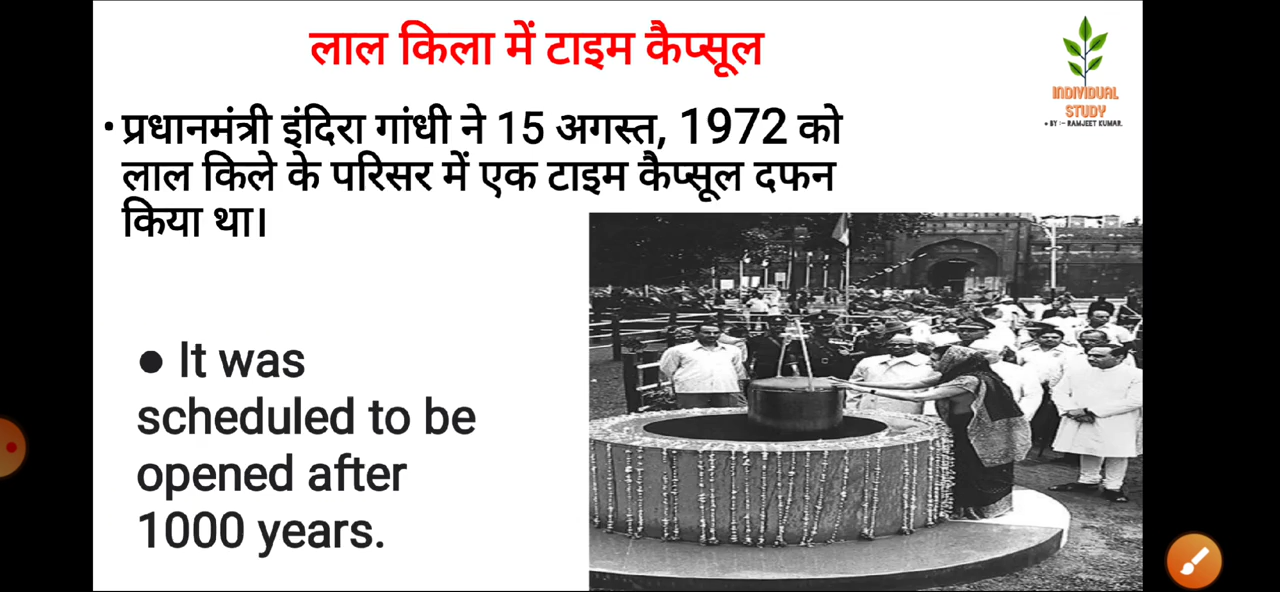 लाल किला में टाइम कैप्सूल
INDIVIDUAL
STUDY
• BY :- RAMJEET KUMAR.
• प्रधानमंत्री इंदिरा गांधी ने 15 अगस्त, 1972 को
लाल किले के परिसर में एक टाइम कैप्सूल दफन
किया था।
● It was
scheduled to be
opened after
1000 years.